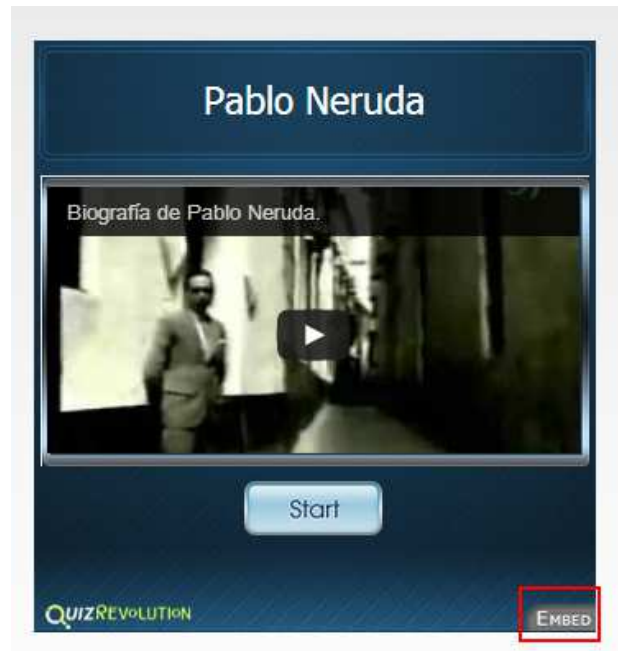 Pablo Neruda
Biografía de Pablo Neruda.
Start
QUIZREVOLUTION
EMBED